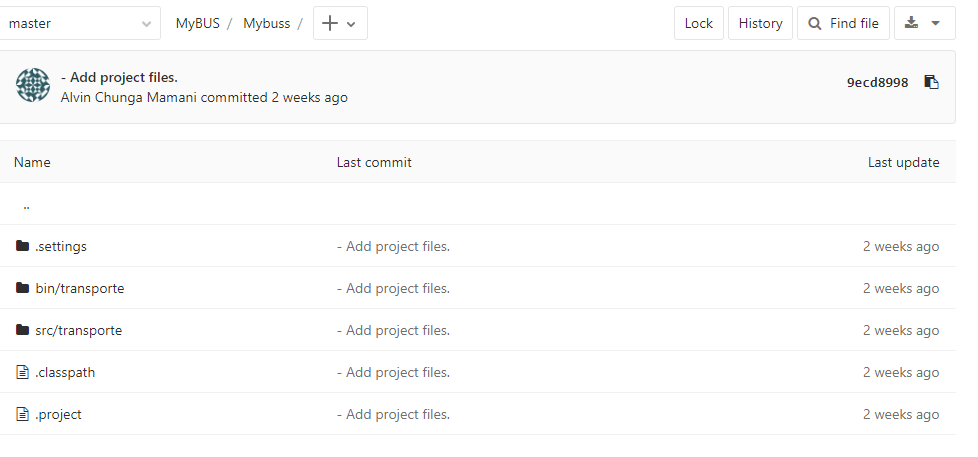 master MyBUS / Mybuss / Lock History Find file
- Add project files.
Alvin Chunga Mamani committed 2 weeks ago
9ecd8998
Name Last commit Last update
..
.settings - Add project files. 2 weeks ago
bin/transporte - Add project files. 2 weeks ago
src/transporte - Add project files. 2 weeks ago
.classpath - Add project files. 2 weeks ago
.project - Add project files. 2 weeks ago